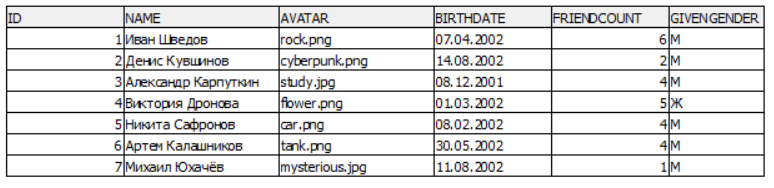 ID NAME AVATAR BIRTHDATE FRIENDCOUNT GIVENGENDER
1 Иван Шведов rock.png 07.04.2002 6 М
2 Денис Кувшинов cyberpunk.png 14.08.2002 2 М
3 Александр Карпуткин study.jpg 08.12.2001 4 М
4 Виктория Дронова flower.png 01.03.2002 5 Ж
5 Никита Сафронов car.png 08.02.2002 4 М
6 Артем Калашников tank.png 30.05.2002 4 М
7 Михаил Юхачёв mysterious.jpg 11.08.2002 1 М